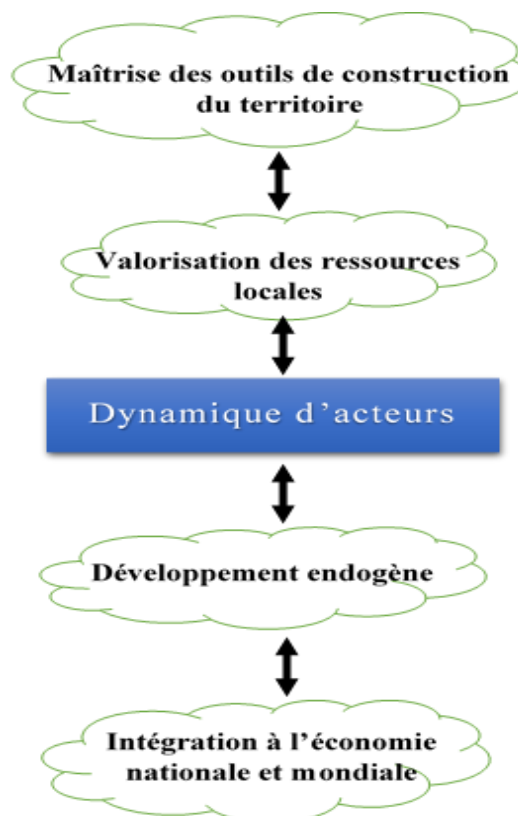 Maîtrise des outils de construction
du territoire
Valorisation des ressources
locales
Dynamique d’acteurs
Développement endogène
Intégration à l’économie
nationale et mondiale